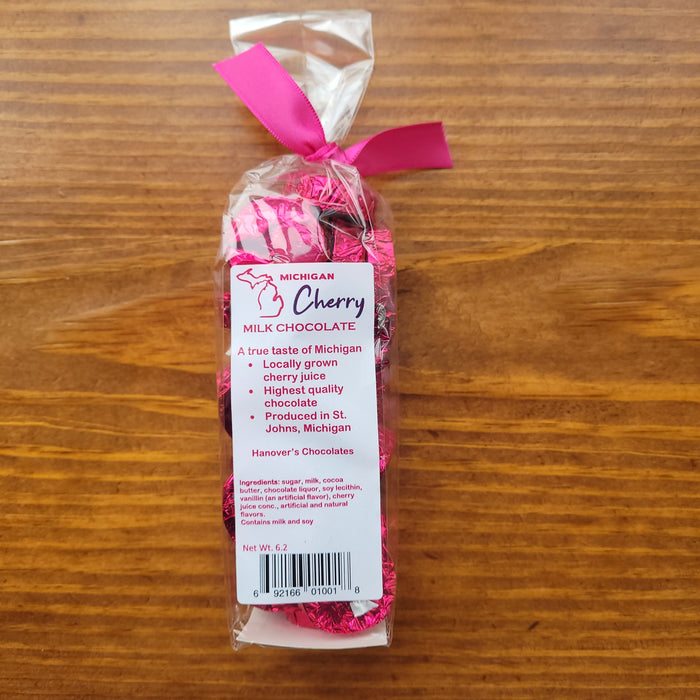 MICHIGAN
Cherry
MILK CHOCOLATE
A true taste of Michigan
• Locally grown
cherry juice
• Highest quality
chocolate
• Produced in St.
Johns, Michigan
Hanover's Chocolates
Ingredients: sugar, milk, cocoa
butter, chocolate liquor, soy lecithin,
vanillin (an artificial flavor), cherry
juice conc., artificial and natural
flavors.
Contains milk and soy
Net Wt. 6.2
6 92166 01001 8